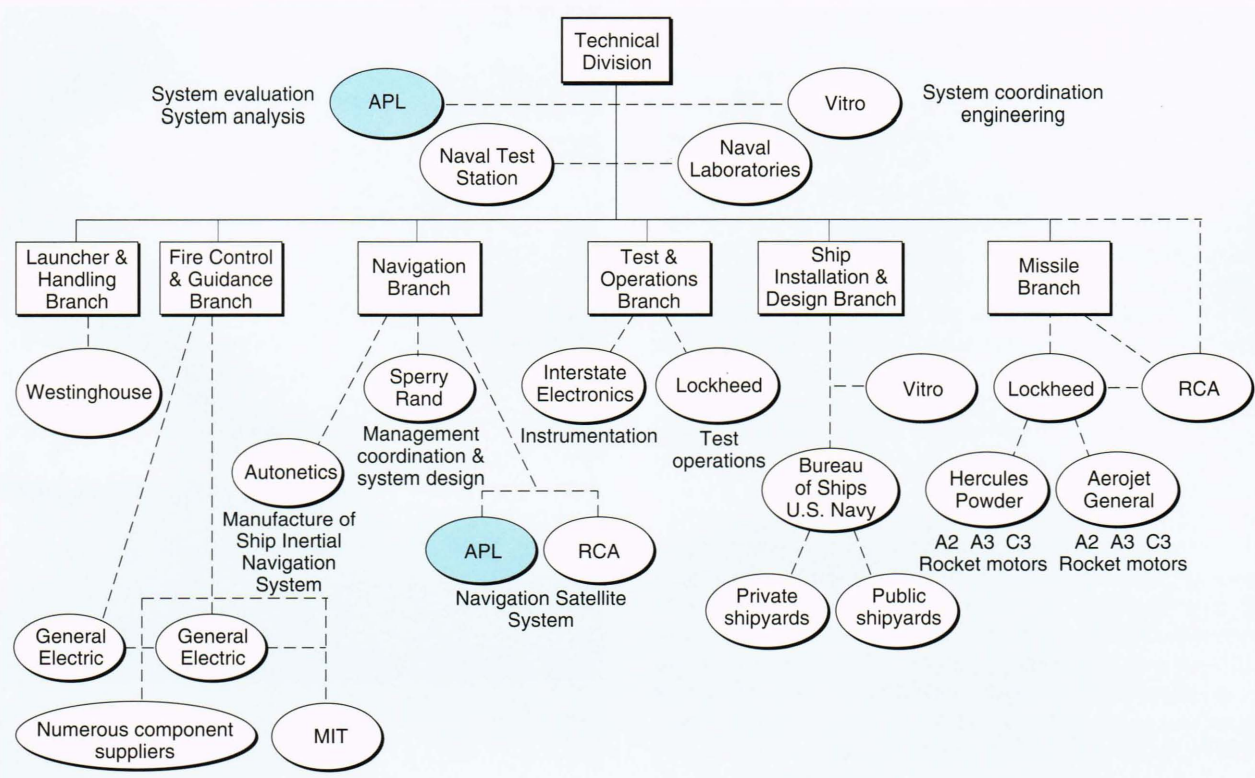 Technical
Division
System evaluation
System analysis
APL
Vitro
System coordination
engineering
Naval Test
Station
Naval
Laboratories
Launcher &
Handling
Branch
Fire Control
& Guidance
Branch
Navigation
Branch
Test &
Operations
Branch
Ship
Installation &
Design Branch
Missile
Branch
Westinghouse
Sperry
Rand
Management
coordination &
system design
Interstate
Electronics
Instrumentation
Lockheed
Test
operations
Vitro
Lockheed
RCA
Autonetics
Manufacture of
Ship Inertial
Navigation
System
APL
RCA
Navigation Satellite
System
Bureau
of Ships
U.S. Navy
Hercules
Powder
A2 A3 C3
Rocket motors
Aerojet
General
A2 A3 C3
Rocket motors
Private
shipyards
Public
shipyards
General
Electric
General
Electric
Numerous component
suppliers
MIT